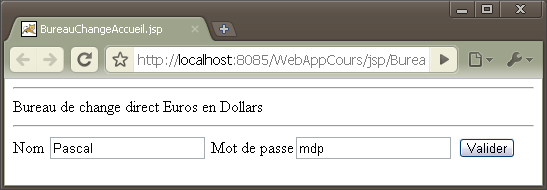 BureauChangeAccueil.jsp
http://localhost:8085/WebAppCours/jsp/Burea
Bureau de change direct Euros en Dollars
Nom Pascal Mot de passe mdp Valider